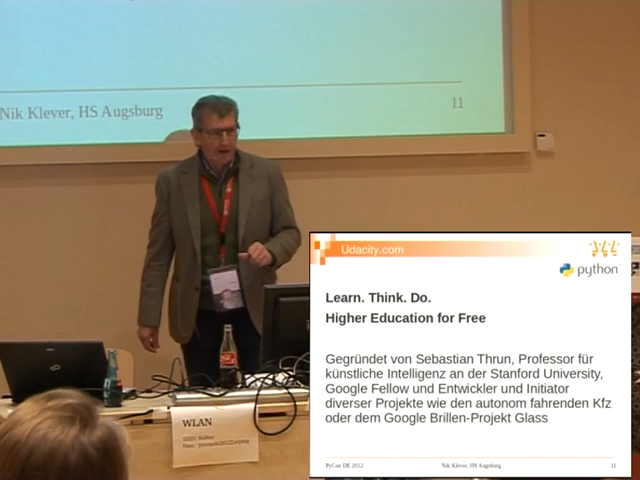 Nik Klever, HS Augsburg
11
Udacity.com
python
Learn. Think. Do.
Higher Education for Free
Gegründet von Sebastian Thrun, Professor für
künstliche Intelligenz an der Stanford University,
Google Fellow und Entwickler und Initiator
diverser Projekte wie den autonom fahrenden Kfz
oder dem Google Brillen-Projekt Glass
PyCon DE 2012
Nik Klever, HS Augsburg
11
WLAN